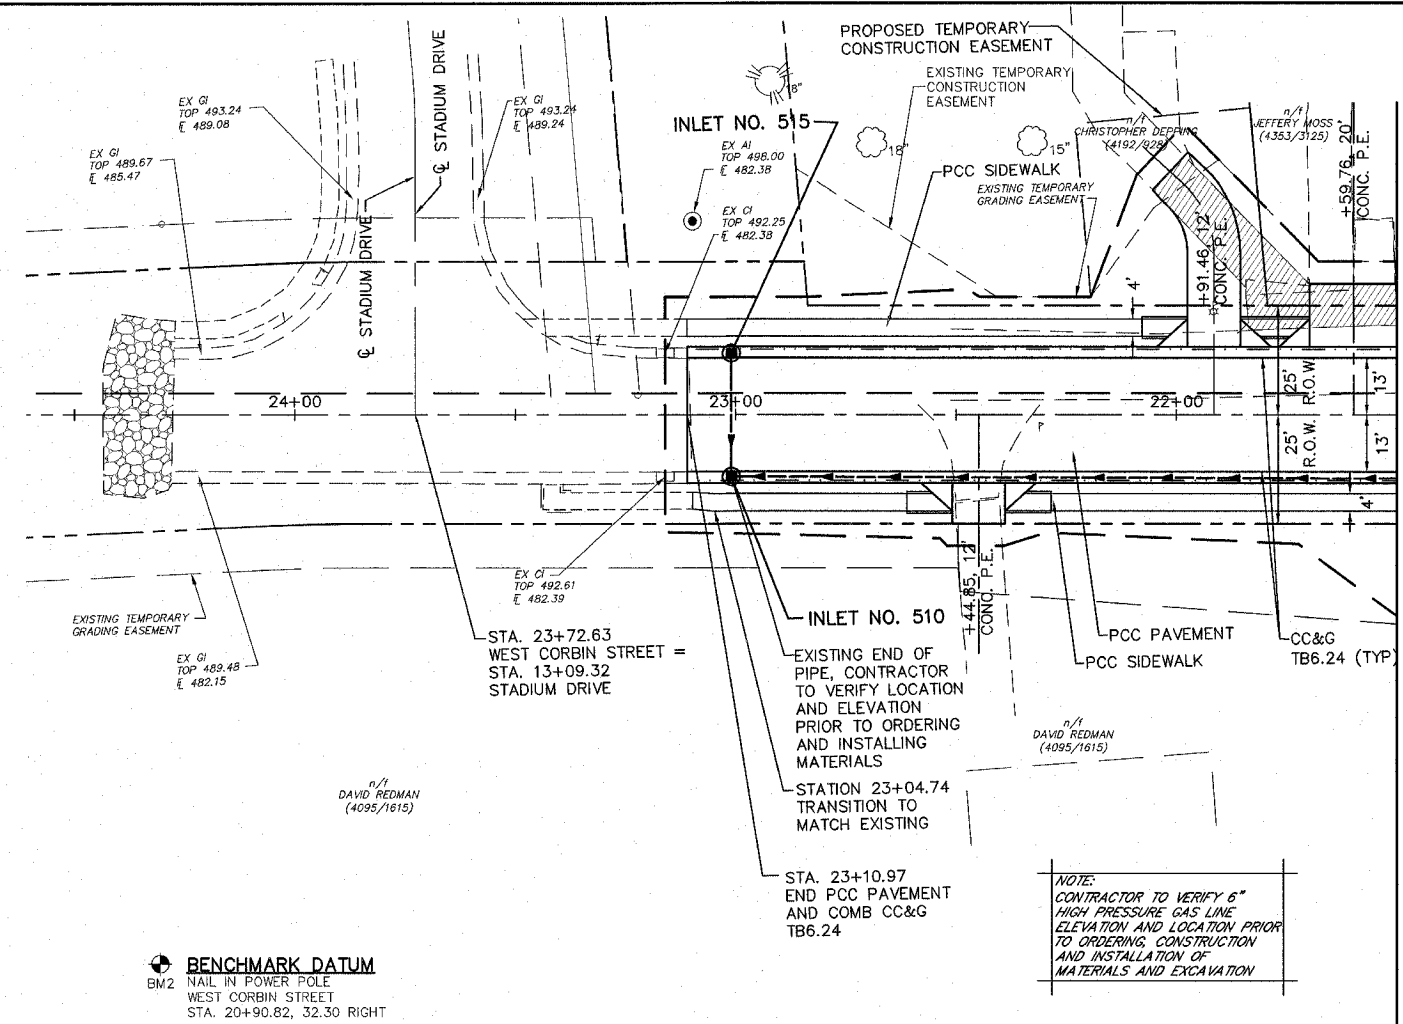 PROPOSED TEMPORARY
CONSTRUCTION EASEMENT
EXISTING TEMPORARY
CONSTRUCTION
EASEMENT
18"
n/f
CHRISTOPHER DEPPING
(4192/928)
n/f
JEFFERY MOSS
(4353/3125)
+59.76, 20'
CONC. P.E.
EX GI
TOP 493.24
FL 489.08
℄ STADIUM DRIVE
EX GI
TOP 493.24
FL 489.24
INLET NO. 515
EX AI
TOP 498.00
FL 482.38
18"
15"
PCC SIDEWALK
EXISTING TEMPORARY
GRADING EASEMENT
EX GI
TOP 489.67
FL 485.47
EX CI
TOP 492.25
FL 482.38
℄ STADIUM DRIVE
4'
+91.46, 12'
CONC. P.E.
24+00
23+00
22+00
25'
R.O.W.
13'
25'
R.O.W.
13'
P
4'
EX CI
TOP 492.61
FL 482.39
+44.85, 12'
CONC. P.E.
EXISTING TEMPORARY
GRADING EASEMENT
EX GI
TOP 489.48
FL 482.15
STA. 23+72.63
WEST CORBIN STREET =
STA. 13+09.32
STADIUM DRIVE
INLET NO. 510
EXISTING END OF
PIPE, CONTRACTOR
TO VERIFY LOCATION
AND ELEVATION
PRIOR TO ORDERING
AND INSTALLING
MATERIALS
PCC PAVEMENT
PCC SIDEWALK
CC&G
TB6.24 (TYP)
n/f
DAVID REDMAN
(4095/1615)
n/f
DAVID REDMAN
(4095/1615)
STATION 23+04.74
TRANSITION TO
MATCH EXISTING
STA. 23+10.97
END PCC PAVEMENT
AND COMB CC&G
TB6.24
NOTE:
CONTRACTOR TO VERIFY 6"
HIGH PRESSURE GAS LINE
ELEVATION AND LOCATION PRIOR
TO ORDERING, CONSTRUCTION
AND INSTALLATION OF
MATERIALS AND EXCAVATION
BENCHMARK DATUM
BM2 NAIL IN POWER POLE
WEST CORBIN STREET
STA. 20+90.82, 32.30 RIGHT